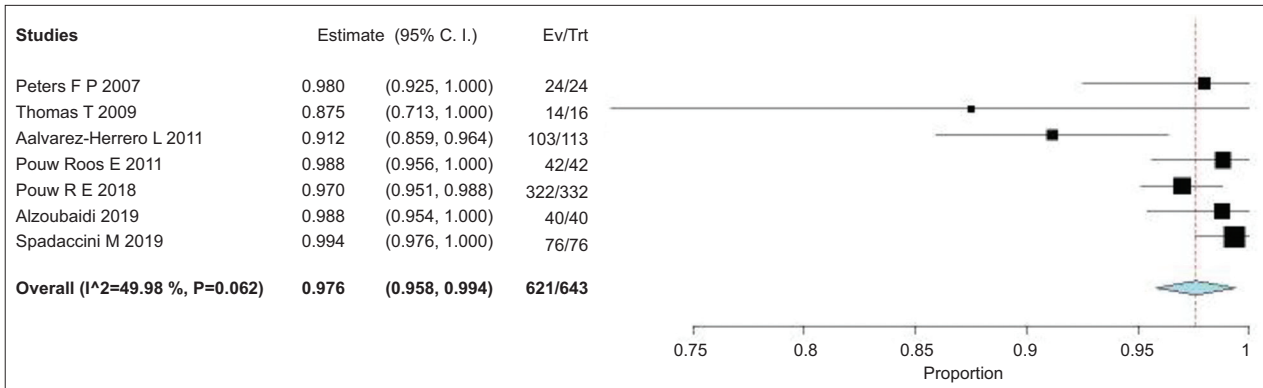 Studies Estimate (95% C. I.) Ev/Trt
Peters F P 2007 0.980 (0.925, 1.000) 24/24
Thomas T 2009 0.875 (0.713, 1.000) 14/16
Aalvarez-Herrero L 2011 0.912 (0.859, 0.964) 103/113
Pouw Roos E 2011 0.988 (0.956, 1.000) 42/42
Pouw R E 2018 0.970 (0.951, 0.988) 322/332
Alzoubaidi 2019 0.988 (0.954, 1.000) 40/40
Spadaccini M 2019 0.994 (0.976, 1.000) 76/76
Overall (I^2=49.98 %, P=0.062) 0.976 (0.958, 0.994) 621/643
0.75 0.8 0.85 0.9 0.95 1
Proportion